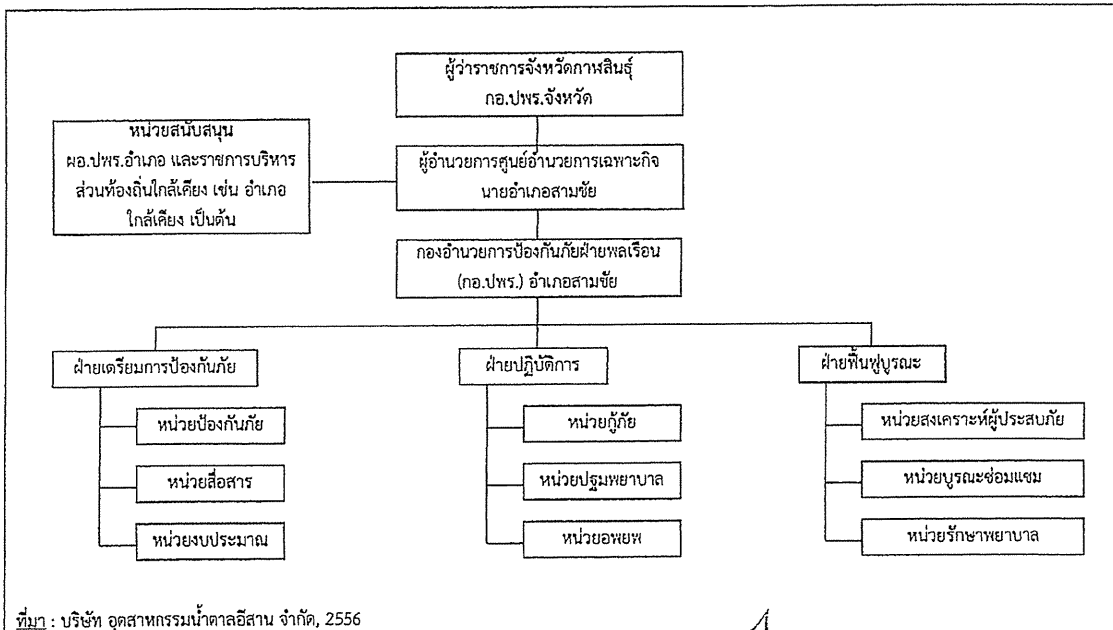 ผู้ว่าราชการจังหวัดกาฬสินธุ์
กอ.ปพร.จังหวัด
หน่วยสนับสนุน
ผอ.ปพร.อำเภอ และราชการบริหาร
ส่วนท้องถิ่นใกล้เคียง เช่น อำเภอ
ใกล้เคียง เป็นต้น
ผู้อำนวยการศูนย์อำนวยการเฉพาะกิจ
นายอำเภอสามชัย
กองอำนวยการป้องกันภัยฝ่ายพลเรือน
(กอ.ปพร.) อำเภอสามชัย
ฝ่ายเตรียมการป้องกันภัย
หน่วยป้องกันภัย
หน่วยสื่อสาร
หน่วยงบประมาณ
ฝ่ายปฏิบัติการ
หน่วยกู้ภัย
หน่วยปฐมพยาบาล
หน่วยอพยพ
ฝ่ายฟื้นฟูบูรณะ
หน่วยสงเคราะห์ผู้ประสบภัย
หน่วยบูรณะซ่อมแซม
หน่วยรักษาพยาบาล
ที่มา : บริษัท อุตสาหกรรมน้ำตาลอีสาน จำกัด, 2556